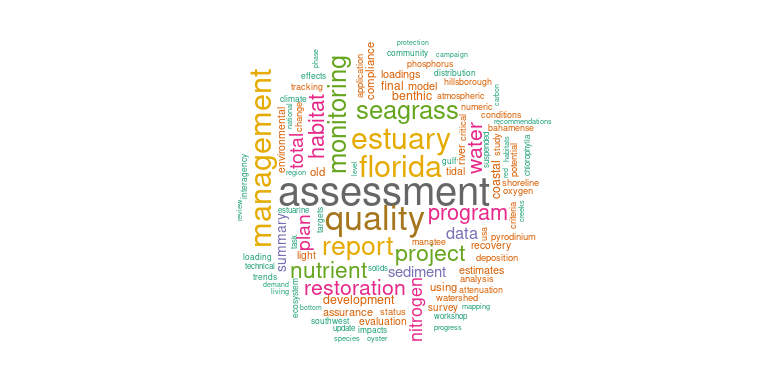 protection
community
campaign
phase
phosphorus
effects
application
compliance
loadings
distribution
management
monitoring
tracking
final
model
hillsborough
climate
habitat
benthic
atmospheric
carbon
national
change
seagrass
numeric
conditions
environmental
total
estuary
critical
water
recommendations
bahamense
suspended
study
habitats
potential
chlorophylla
interagency
region
old
level
florida
gulf
river
tidal
coastal
red
shoreline
oxygen
assessment
review
estuarine
targets
quality
program
criteria
creeks
summary
plan
task
report
manatee
data
usa
pyrodinium
loading
light
project
recovery
deposition
technical
trends
nutrient
solids
sediment
estimates
analysis
demand
living
ecosystem
restoration
nitrogen
using
attenuation
development
watershed
bottom
assurance
status
survey
mapping
southwest
evaluation
workshop
update
impacts
progress
species
oyster